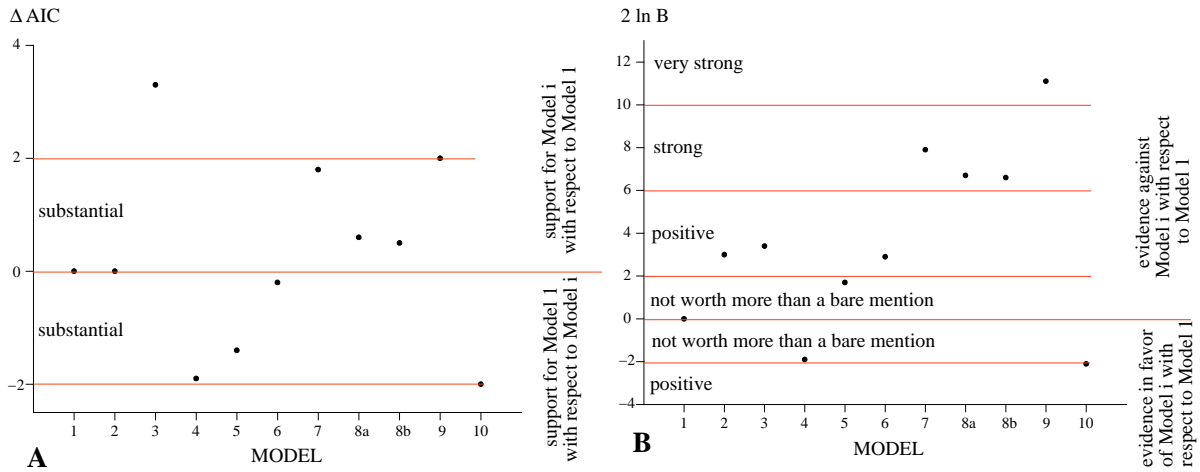 Δ AIC
4
2
0
−2
substantial
substantial
support for Model i
with respect to Model 1
support for Model 1
with respect to Model i
1 2 3 4 5 6 7 8a 8b 9 10
MODEL
A
2 ln B
12
10
8
6
4
2
0
−2
−4
very strong
strong
positive
not worth more than a bare mention
not worth more than a bare mention
positive
evidence against
Model i with respect
to Model 1
evidence in favor
of Model i with
respect to Model 1
1 2 3 4 5 6 7 8a 8b 9 10
MODEL
B